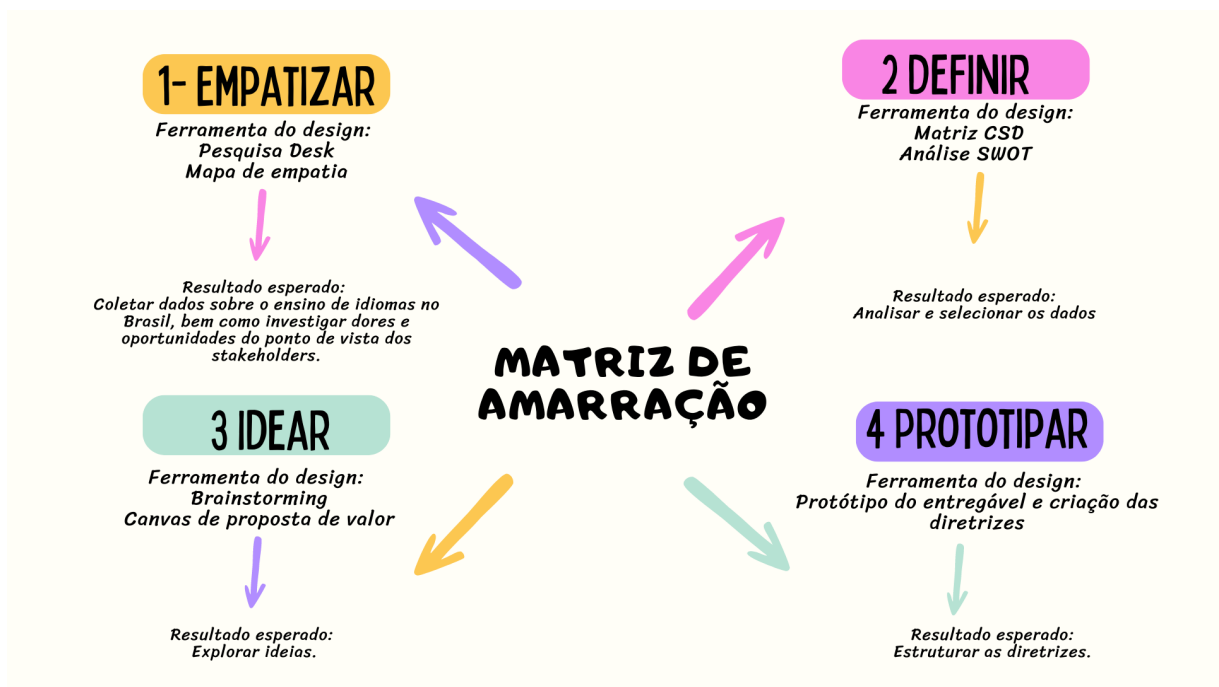 1- EMPATIZAR
Ferramenta do design:
Pesquisa Desk
Mapa de empatia
Resultado esperado:
Coletar dados sobre o ensino de idiomas no
Brasil, bem como investigar dores e
oportunidades do ponto de vista dos
stakeholders.
2 DEFINIR
Ferramenta do design:
Matriz CSD
Análise SWOT
Resultado esperado:
Analisar e selecionar os dados
MATRIZ DE
AMARRAÇÃO
3 IDEAR
Ferramenta do design:
Brainstorming
Canvas de proposta de valor
Resultado esperado:
Explorar ideias.
4 PROTOTIPAR
Ferramenta do design:
Protótipo do entregável e criação das
diretrizes
Resultado esperado:
Estruturar as diretrizes.